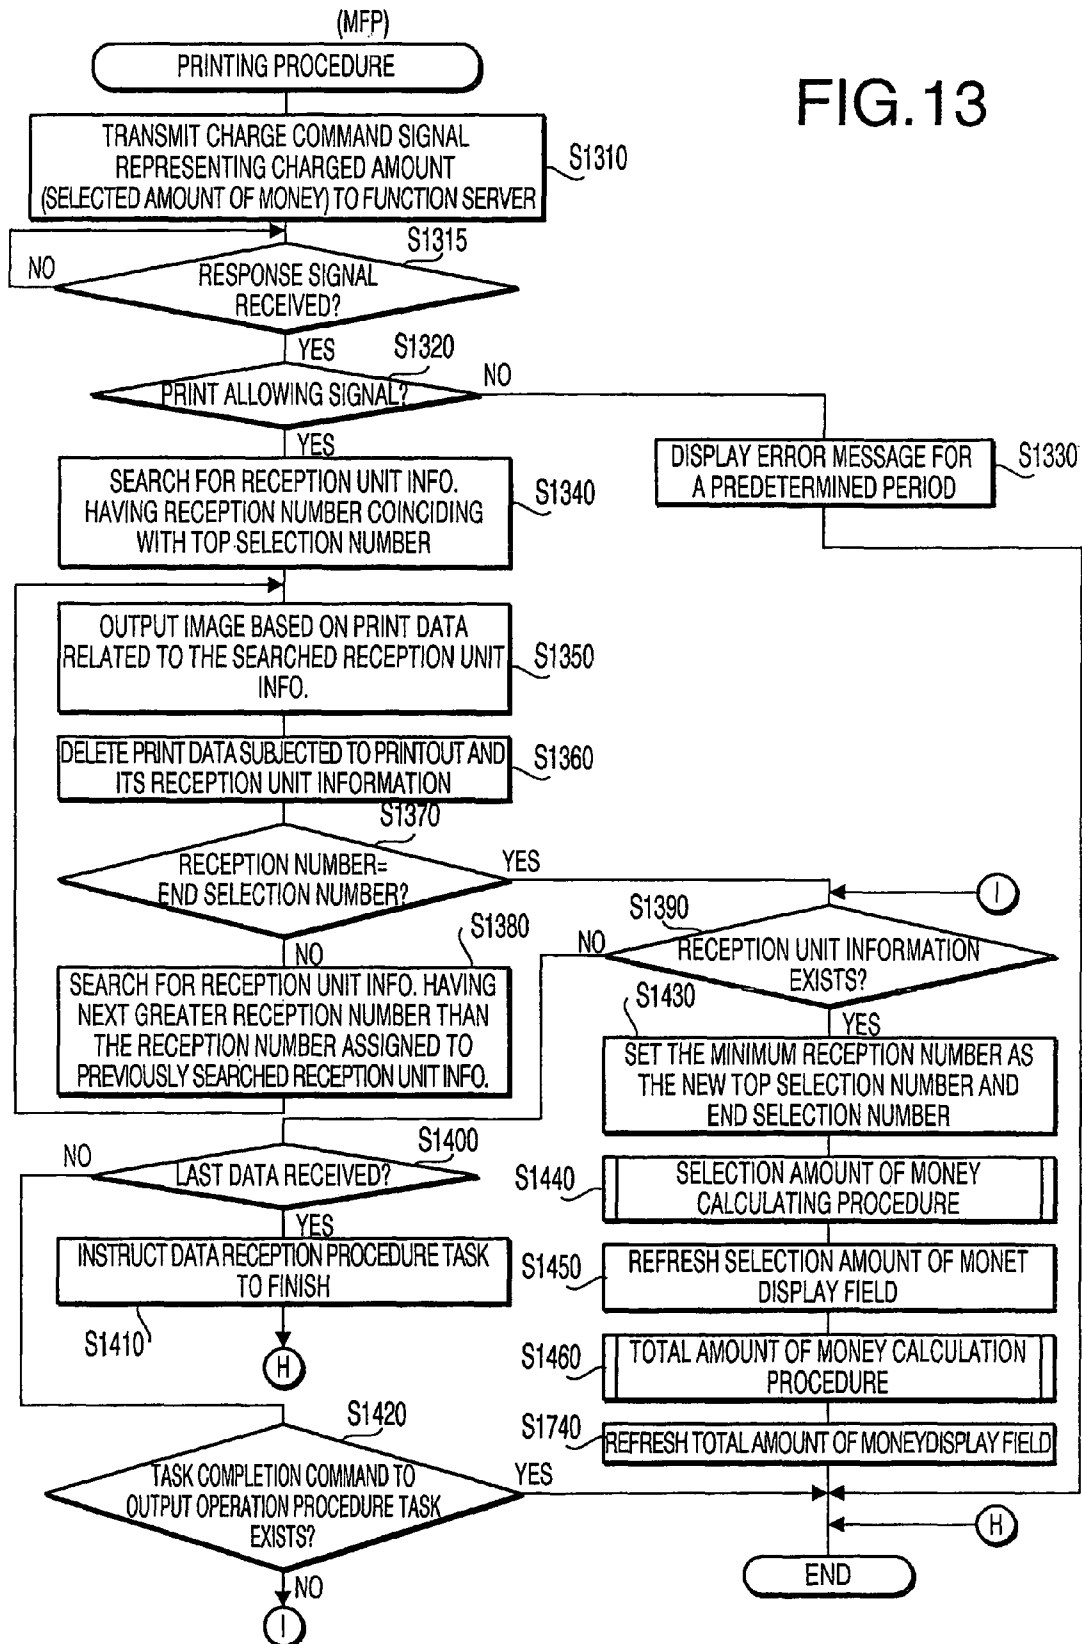 (MFP)
PRINTING PROCEDURE
FIG.13
TRANSMIT CHARGE COMMAND SIGNAL
REPRESENTING CHARGED AMOUNT
(SELECTED AMOUNT OF MONEY) TO FUNCTION SERVER
S1310
S1315
NO
RESPONSE SIGNAL
RECEIVED?
YES
S1320
PRINT ALLOWING SIGNAL?
NO
YES
DISPLAY ERROR MESSAGE FOR
A PREDETERMINED PERIOD
S1330
SEARCH FOR RECEPTION UNIT INFO.
HAVING RECEPTION NUMBER COINCIDING
WITH TOP SELECTION NUMBER
S1340
OUTPUT IMAGE BASED ON PRINT DATA
RELATED TO THE SEARCHED RECEPTION UNIT
INFO.
S1350
DELETE PRINT DATA SUBJECTED TO PRINTOUT AND
ITS RECEPTION UNIT INFORMATION
S1360
S1370
RECEPTION NUMBER=
END SELECTION NUMBER?
YES
NO
S1380
SEARCH FOR RECEPTION UNIT INFO. HAVING
NEXT GREATER RECEPTION NUMBER THAN
THE RECEPTION NUMBER ASSIGNED TO
PREVIOUSLY SEARCHED RECEPTION UNIT INFO.
I
S1390
NO
RECEPTION UNIT INFORMATION
EXISTS?
S1430
YES
SET THE MINIMUM RECEPTION NUMBER AS
THE NEW TOP SELECTION NUMBER AND
END SELECTION NUMBER
S1400
NO
LAST DATA RECEIVED?
YES
INSTRUCT DATA RECEPTION PROCEDURE TASK
TO FINISH
S1410
H
S1440
SELECTION AMOUNT OF MONEY
CALCULATING PROCEDURE
S1450
REFRESH SELECTION AMOUNT OF MONET
DISPLAY FIELD
S1460
TOTAL AMOUNT OF MONEY CALCULATION
PROCEDURE
S1740
REFRESH TOTAL AMOUNT OF MONEYDISPLAY FIELD
S1420
TASK COMPLETION COMMAND TO
OUTPUT OPERATION PROCEDURE TASK
EXISTS?
YES
NO
I
H
END